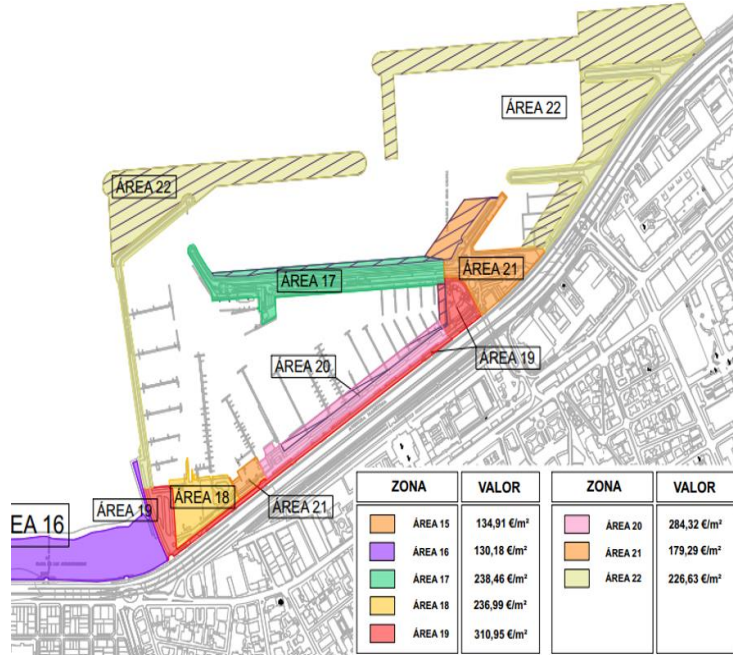 ÁREA 22
ÁREA 22
ÁREA 17
ÁREA 21
ÁREA 20
ÁREA 19
EA 16
ÁREA 19
ÁREA 18
ÁREA 21
ZONA VALOR
ÁREA 15 134,91 €/m²
ÁREA 16 130,18 €/m²
ÁREA 17 238,46 €/m²
ÁREA 18 236,99 €/m²
ÁREA 19 310,95 €/m²
ZONA VALOR
ÁREA 20 284,32 €/m²
ÁREA 21 179,29 €/m²
ÁREA 22 226,63 €/m²